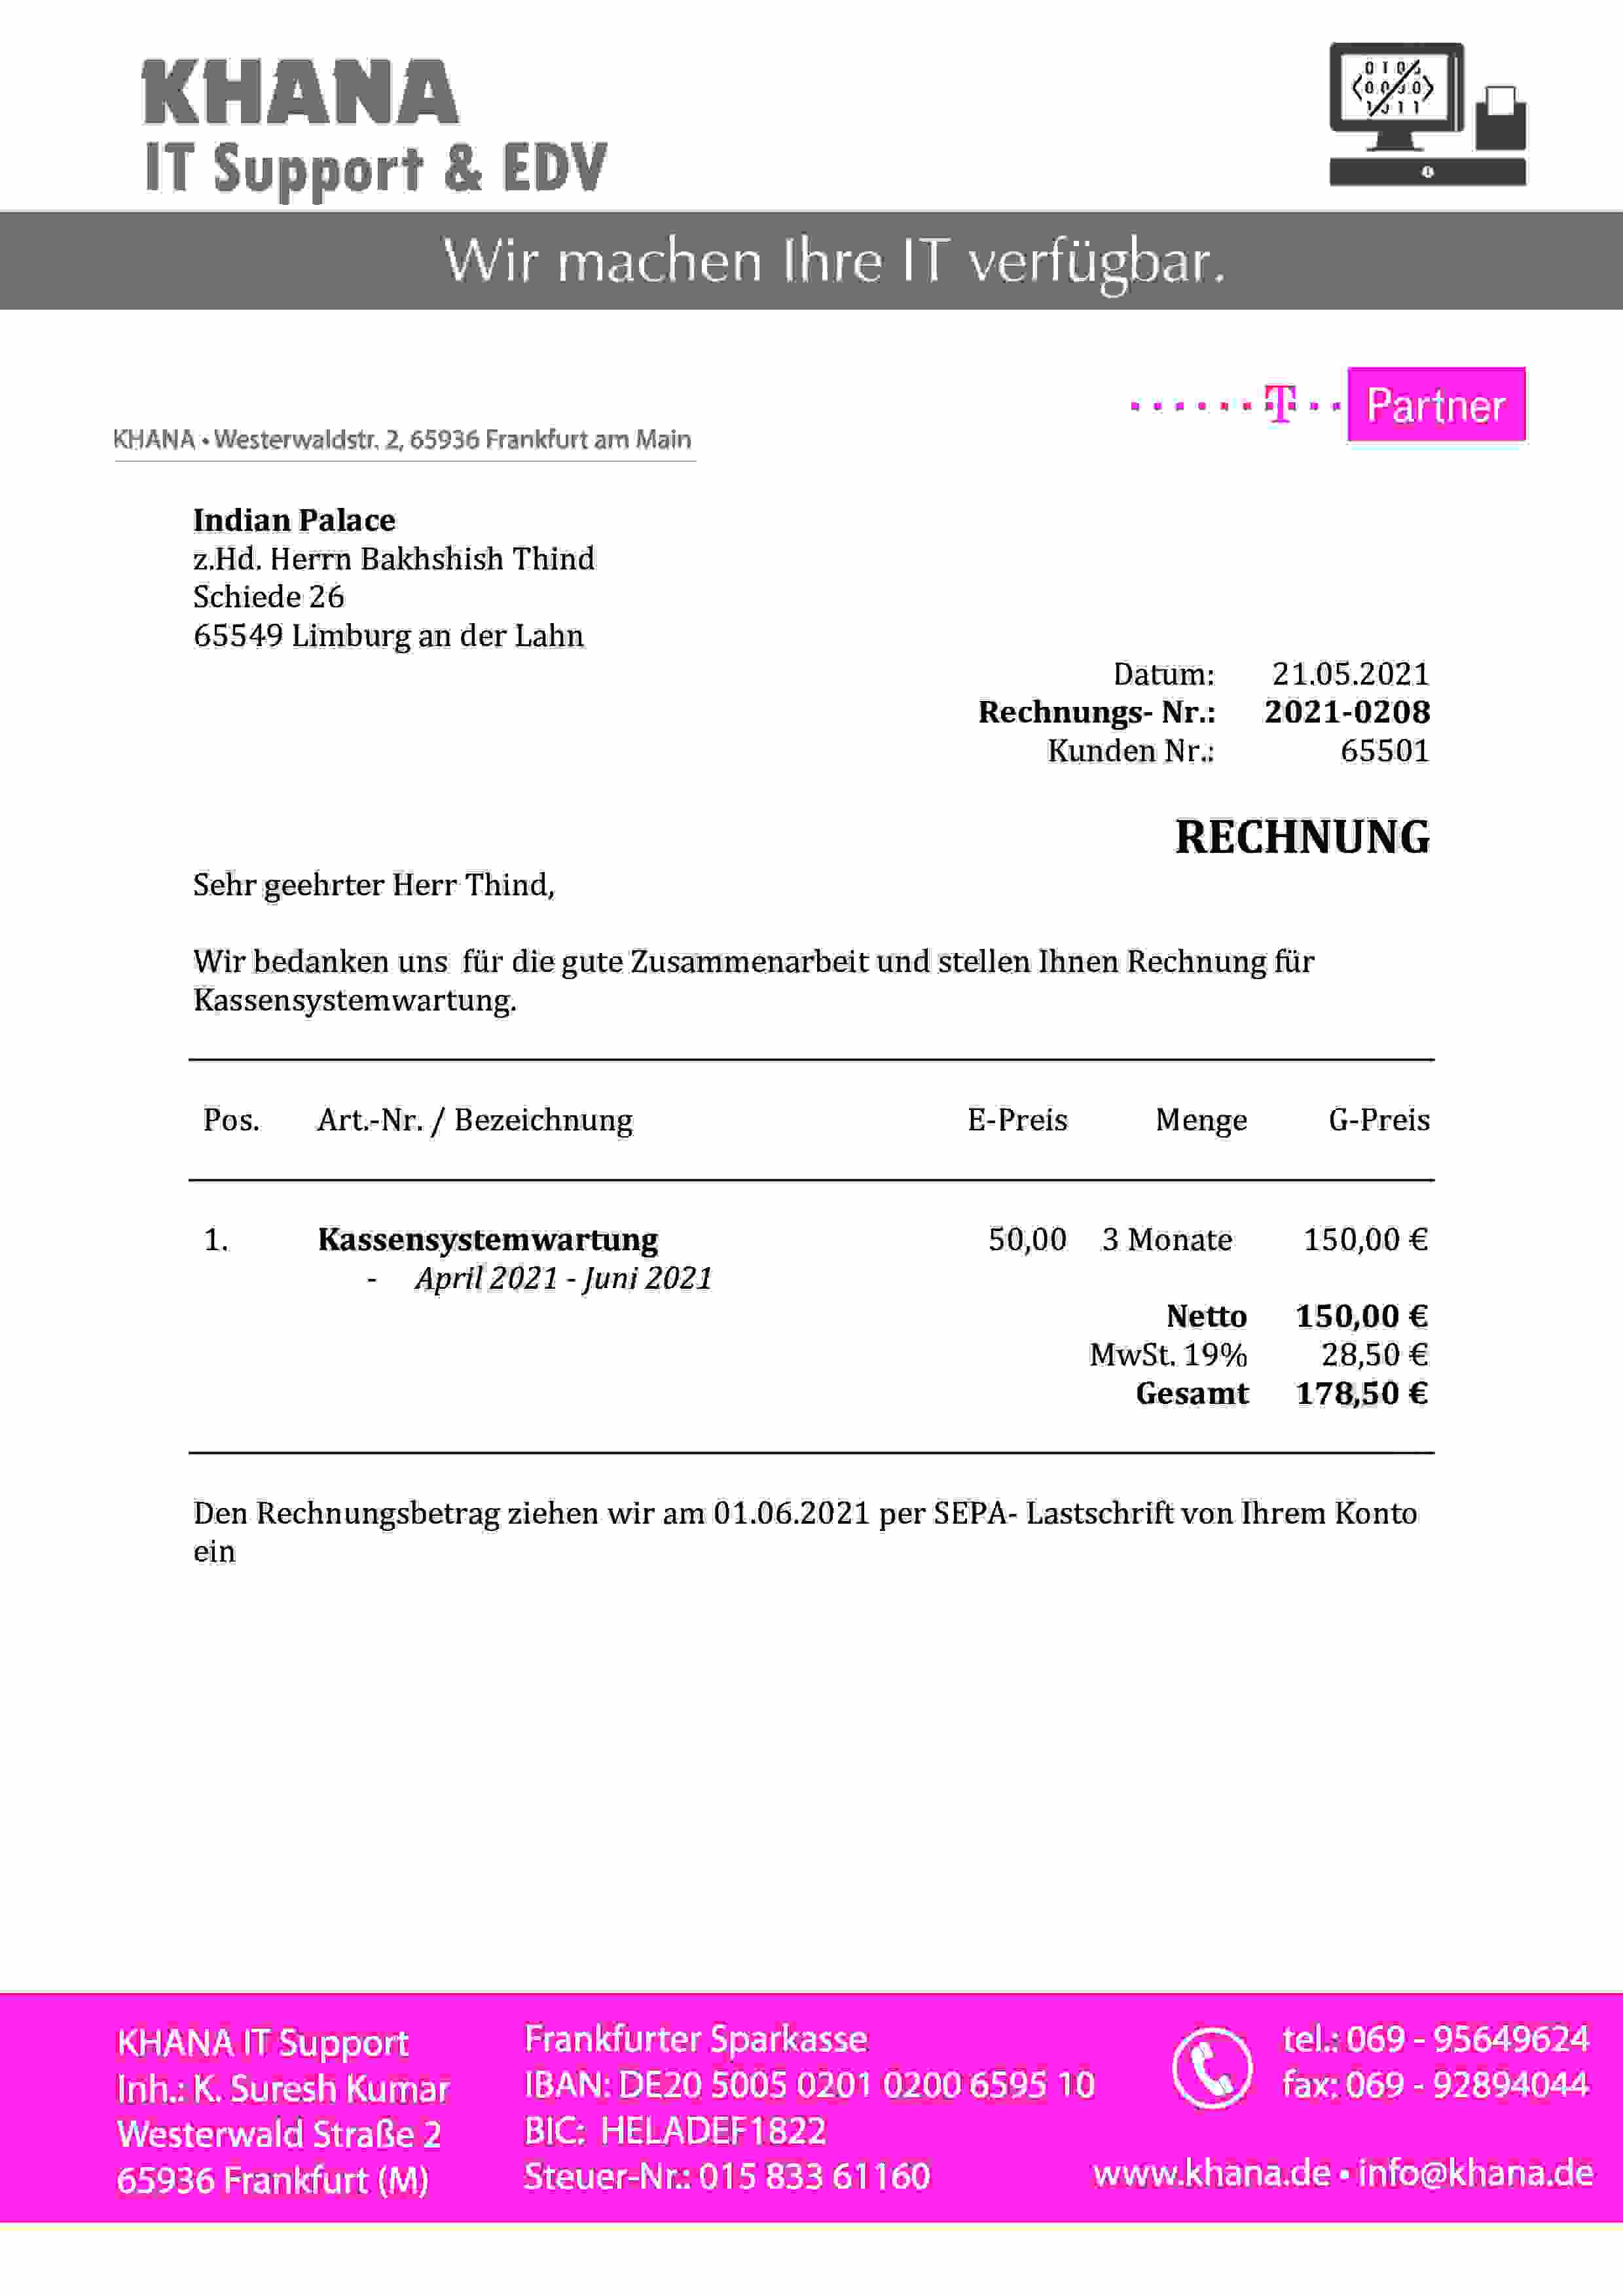 KHANA
IT Support & EDV
Wir machen Ihre IT verfügbar.
T Partner
KHANA • Westerwaldstr. 2, 65936 Frankfurt am Main
Indian Palace
z.Hd. Herrn Bakhshish Thind
Schiede 26
65549 Limburg an der Lahn
Datum: 21.05.2021
Rechnungs- Nr.: 2021-0208
Kunden Nr.: 65501
RECHNUNG
Sehr geehrter Herr Thind,
Wir bedanken uns für die gute Zusammenarbeit und stellen Ihnen Rechnung für
Kassensystemwartung.
Pos. Art.-Nr. / Bezeichnung E-Preis Menge G-Preis
1. Kassensystemwartung 50,00 3 Monate 150,00 €
- April 2021 - Juni 2021
Netto 150,00 €
MwSt. 19% 28,50 €
Gesamt 178,50 €
Den Rechnungsbetrag ziehen wir am 01.06.2021 per SEPA- Lastschrift von Ihrem Konto
ein
KHANA IT Support
Inh.: K. Suresh Kumar
Westerwald Straße 2
65936 Frankfurt (M)
Frankfurter Sparkasse
IBAN: DE20 5005 0201 0200 6595 10
BIC: HELADEF1822
Steuer-Nr.: 015 833 61160
tel.: 069 - 95649624
fax: 069 - 92894044
www.khana.de • info@khana.de